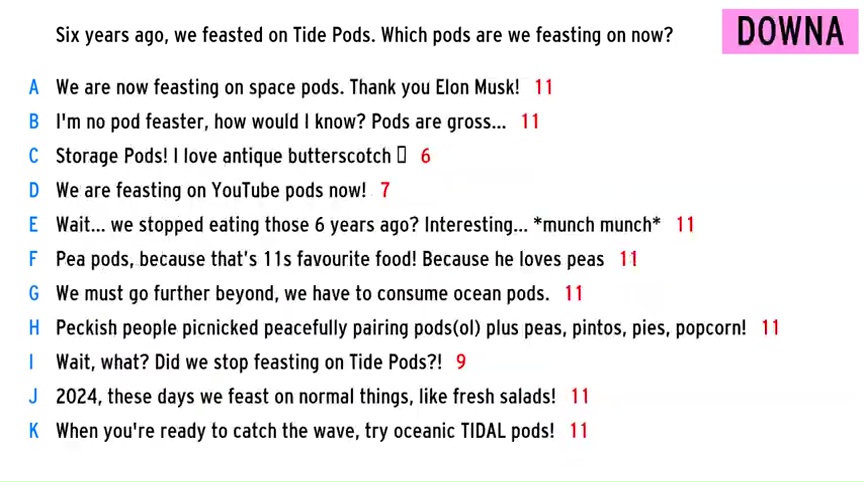 Six years ago, we feasted on Tide Pods. Which pods are we feasting on now?
DOWNA
A We are now feasting on space pods. Thank you Elon Musk! 11
B I'm no pod feaster, how would I know? Pods are gross... 11
C Storage Pods! I love antique butterscotch ▯ 6
D We are feasting on YouTube pods now! 7
E Wait... we stopped eating those 6 years ago? Interesting... *munch munch* 11
F Pea pods, because that's 11s favourite food! Because he loves peas 11
G We must go further beyond, we have to consume ocean pods. 11
H Peckish people picnicked peacefully pairing pods(ol) plus peas, pintos, pies, popcorn! 11
I Wait, what? Did we stop feasting on Tide Pods?! 9
J 2024, these days we feast on normal things, like fresh salads! 11
K When you're ready to catch the wave, try oceanic TIDAL pods! 11